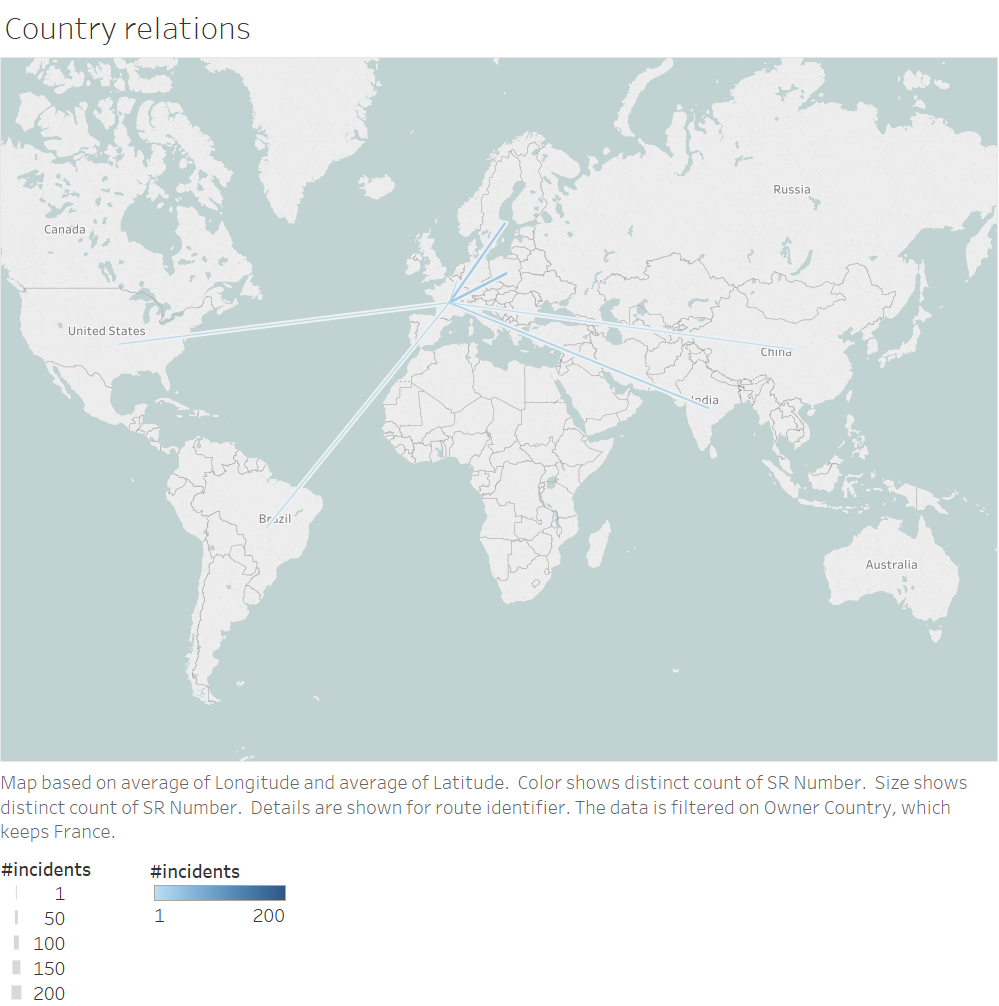 Country relations
Russia
Canada
United States
China
India
Brazil
Australia
Map based on average of Longitude and average of Latitude.  Color shows distinct count of SR Number.  Size shows
distinct count of SR Number.  Details are shown for route identifier. The data is filtered on Owner Country, which
keeps France.
#incidents
1
50
100
150
200
#incidents
1 200